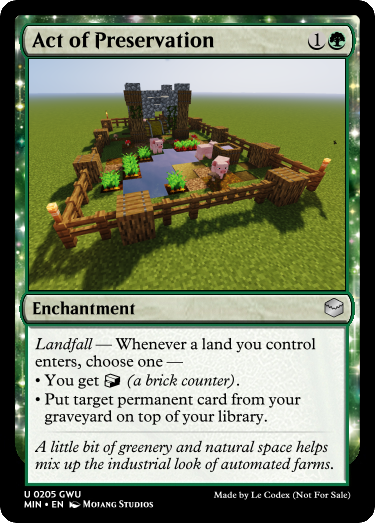 Act of Preservation 1
Enchantment
Landfall — Whenever a land you control
enters, choose one —
• You get (a brick counter).
• Put target permanent card from your
graveyard on top of your library.
A little bit of greenery and natural space helps
mix up the industrial look of automated farms.
U 0205 GWU
MIN • EN Mojang Studios
Made by Le Codex (Not For Sale)